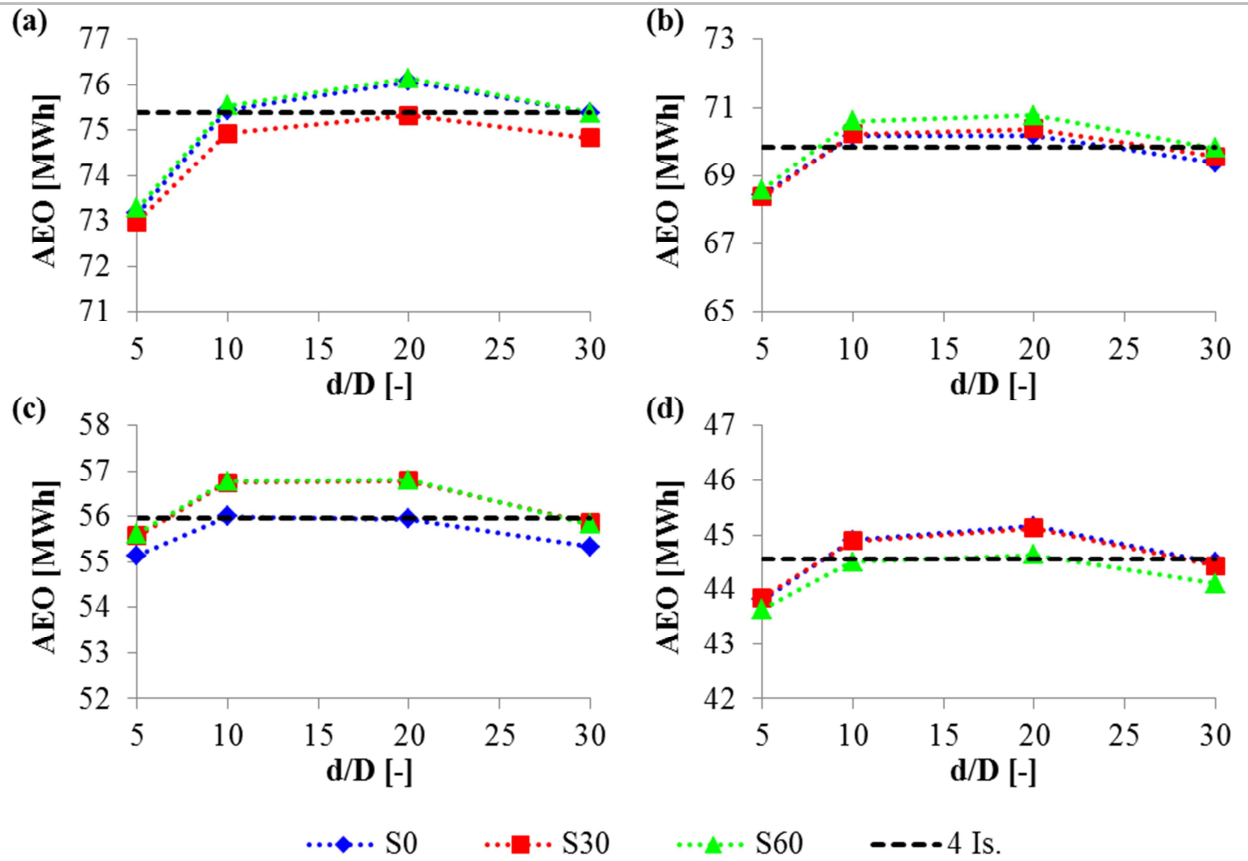 (a)
77
76
75
74
73
72
71
AEO [MWh]
5 10 15 20 25 30
d/D [-]
(b)
73
71
69
67
65
AEO [MWh]
5 10 15 20 25 30
d/D [-]
(c)
58
57
56
55
54
53
52
AEO [MWh]
5 10 15 20 25 30
d/D [-]
(d)
47
46
45
44
43
42
AEO [MWh]
5 10 15 20 25 30
d/D [-]
S0 S30 S60 4 Is.